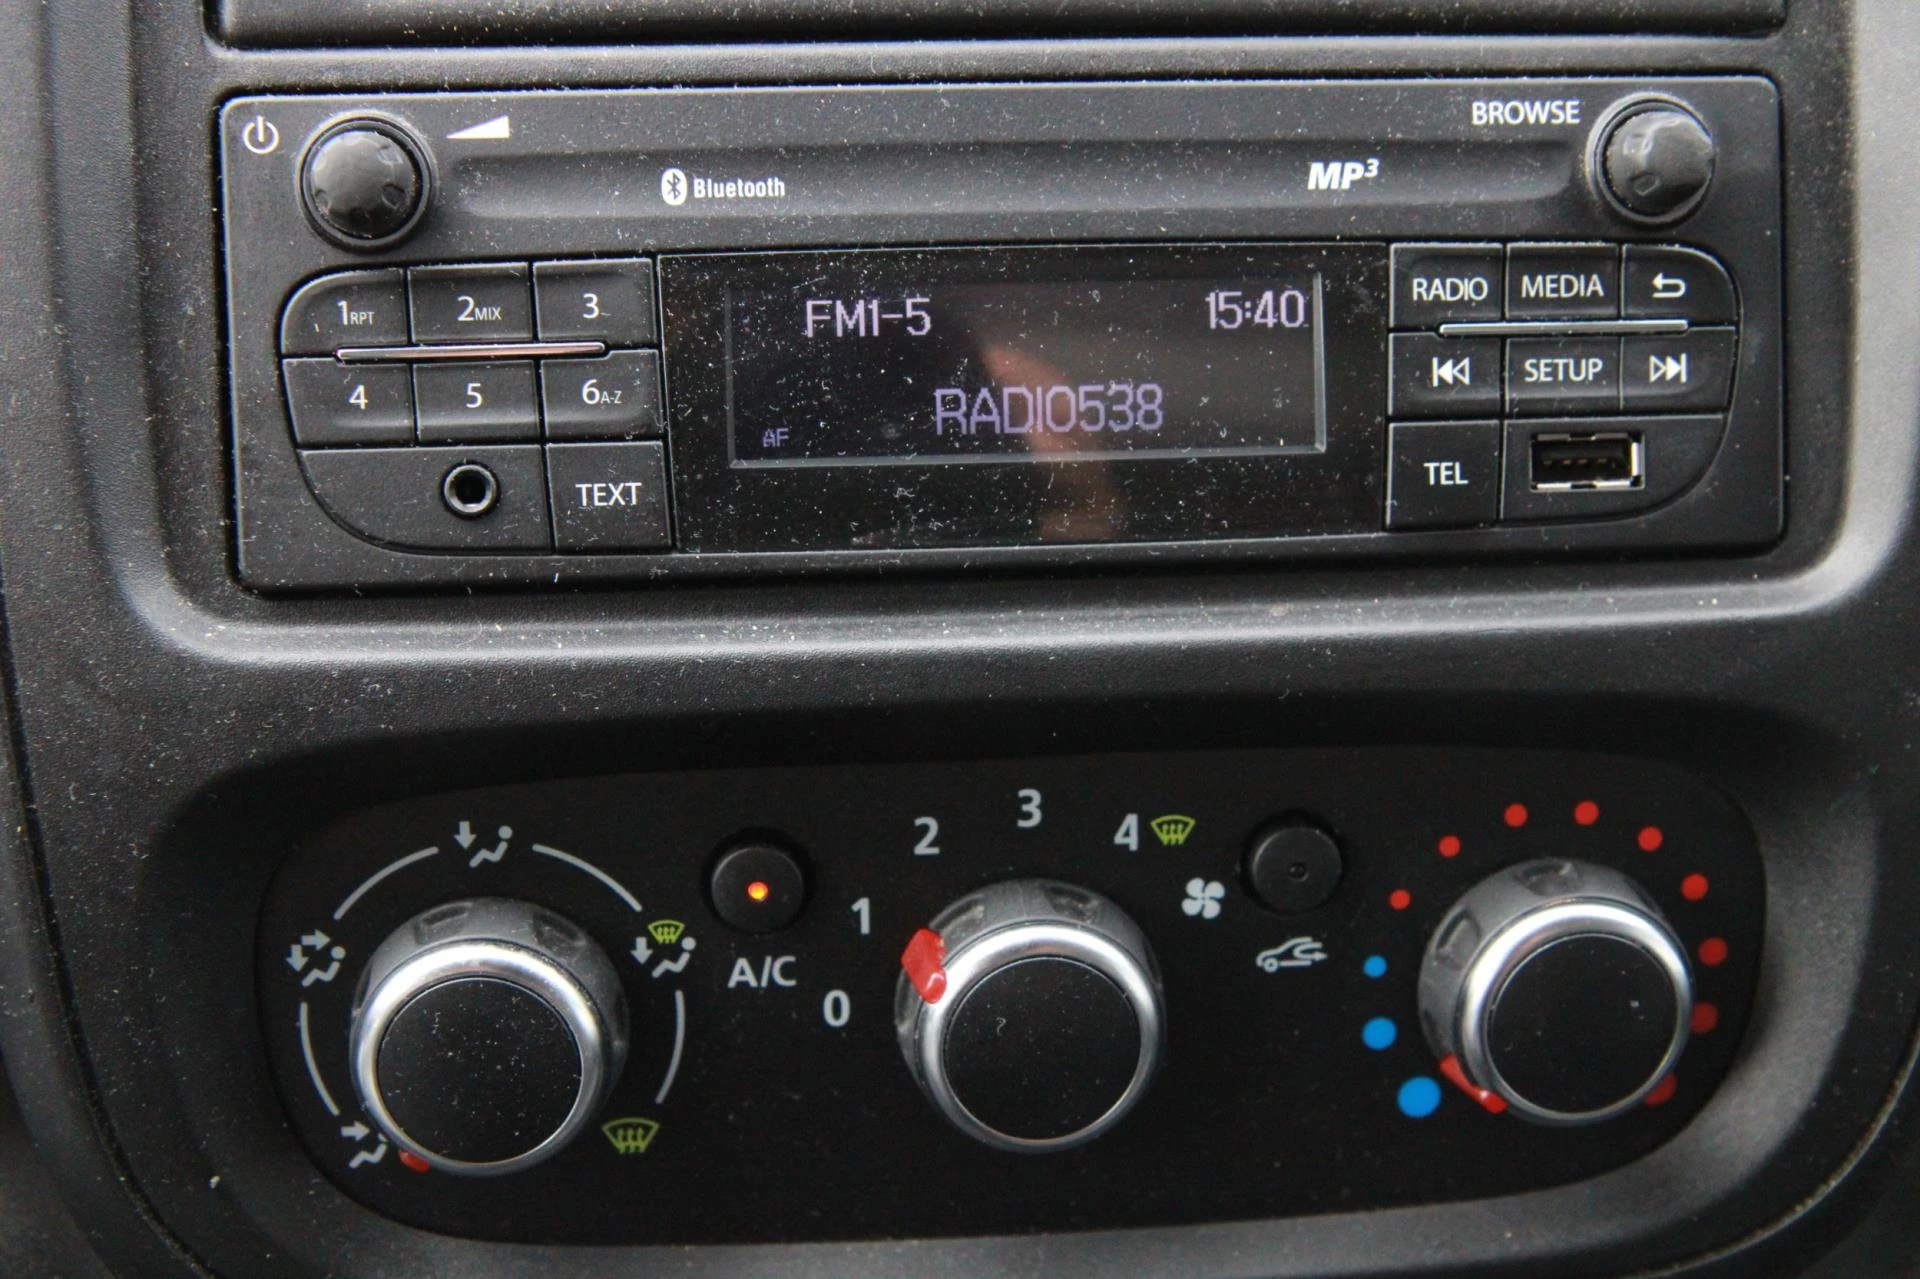 BROWSE
Bluetooth
MP3
1RPT 2MIX 3
4 5 6A-Z
TEXT
FM1-5 15:40
RADIO538
AF
RADIO MEDIA
SETUP
TEL
A/C
0 1 2 3 4